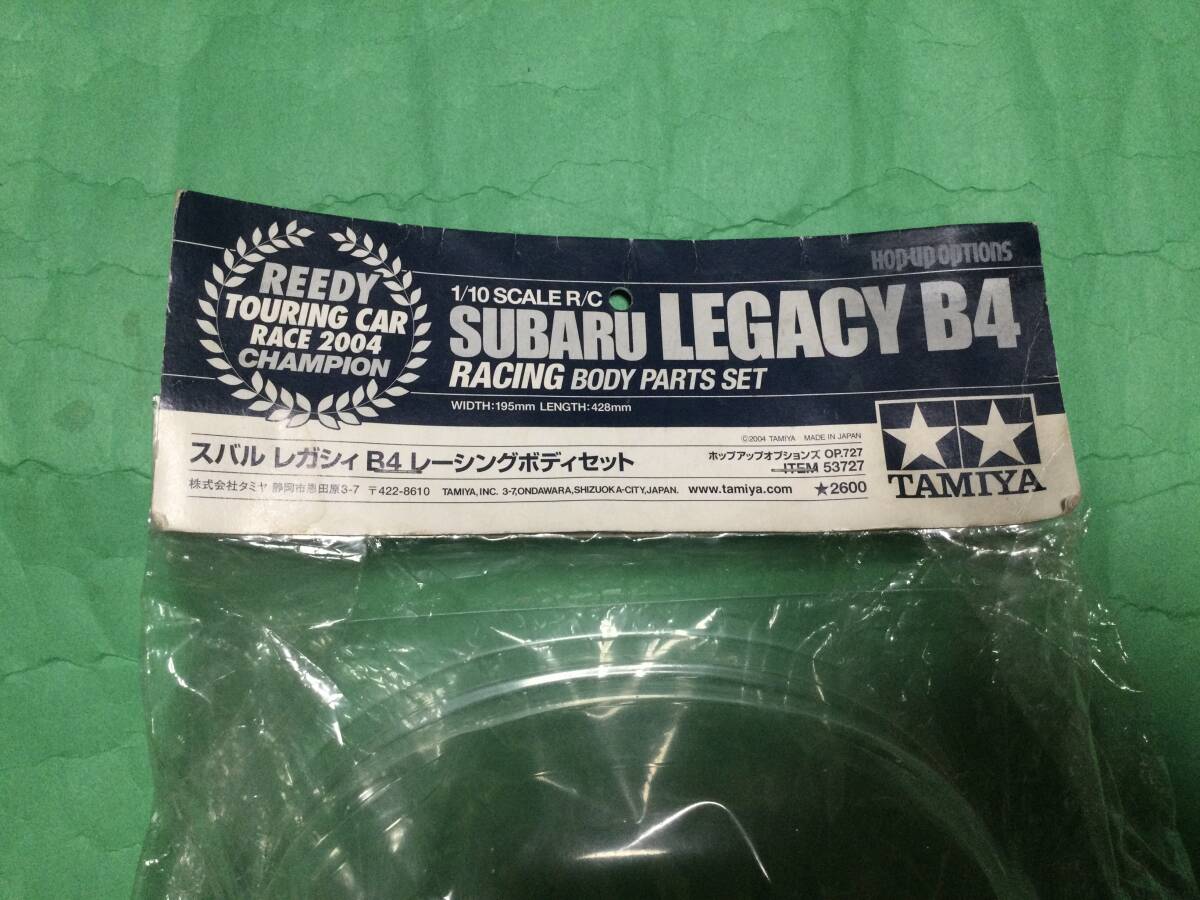 REEDY
TOURING CAR
RACE 2004
CHAMPION
HOP-UP OPTIONS
1/10 SCALE R/C
SUBARU LEGACY B4
RACING BODY PARTS SET
WIDTH:195mm LENGTH:428mm
©2004 TAMIYA MADE IN JAPAN
スバル レガシィ B4 レーシングボディセット
ホップアップオプションズ OP.727
ITEM 53727
株式会社タミヤ 静岡市恩田原3-7 〒422-8610 TAMIYA, INC. 3-7,ONDAWARA,SHIZUOKA-CITY,JAPAN. www.tamiya.com ★2600
TAMIYA